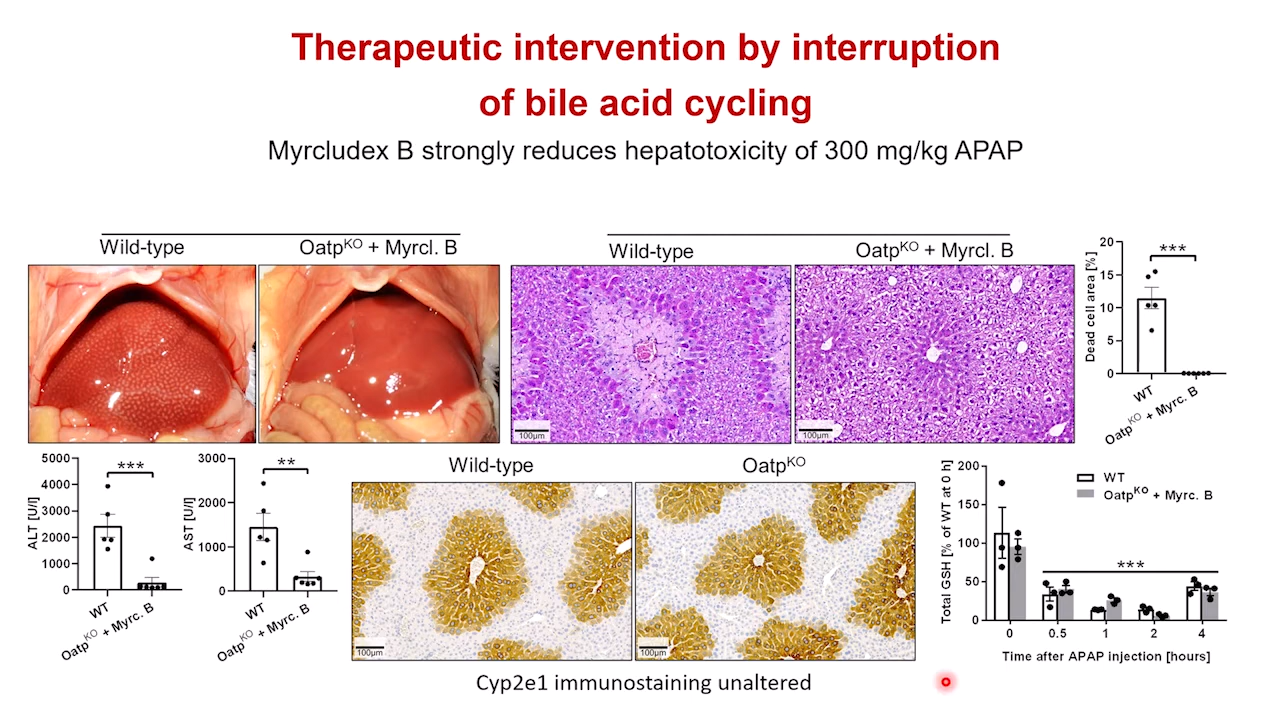 Therapeutic intervention by interruption
of bile acid cycling
Myrcludex B strongly reduces hepatotoxicity of 300 mg/kg APAP
Wild-type
Oatpᴷᴼ + Myrcl. B
Wild-type
Oatpᴷᴼ + Myrcl. B
100µm
100µm
Dead cell area [%]
20
15
10
5
0
***
WT
Oatpᴷᴼ + Myrc. B
ALT [U/l]
5000
4000
3000
2000
1000
0
***
WT
Oatpᴷᴼ + Myrc. B
AST [U/l]
3000
2000
1000
0
**
WT
Oatpᴷᴼ + Myrc. B
Wild-type
Oatpᴷᴼ
100µm
100µm
Cyp2e1 immunostaining unaltered
Total GSH [% of WT at 0 h]
200
150
100
50
0
WT
Oatpᴷᴼ + Myrc. B
***
0 0.5 1 2 4
Time after APAP injection [hours]